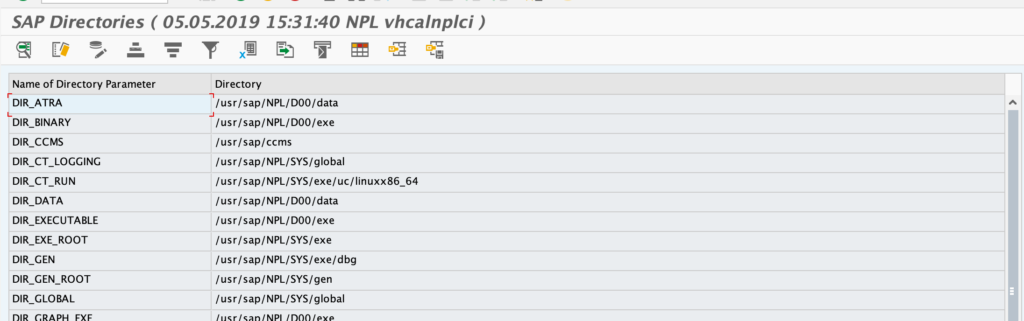 SAP Directories ( 05.05.2019 15:31:40 NPL vhcalnplci )
Name of Directory Parameter Directory
DIR_ATRA /usr/sap/NPL/D00/data
DIR_BINARY /usr/sap/NPL/D00/exe
DIR_CCMS /usr/sap/ccms
DIR_CT_LOGGING /usr/sap/NPL/SYS/global
DIR_CT_RUN /usr/sap/NPL/SYS/exe/uc/linuxx86_64
DIR_DATA /usr/sap/NPL/D00/data
DIR_EXECUTABLE /usr/sap/NPL/D00/exe
DIR_EXE_ROOT /usr/sap/NPL/SYS/exe
DIR_GEN /usr/sap/NPL/SYS/exe/dbg
DIR_GEN_ROOT /usr/sap/NPL/SYS/gen
DIR_GLOBAL /usr/sap/NPL/SYS/global
DIR_GRAPH_EXE /usr/sap/NPL/D00/exe